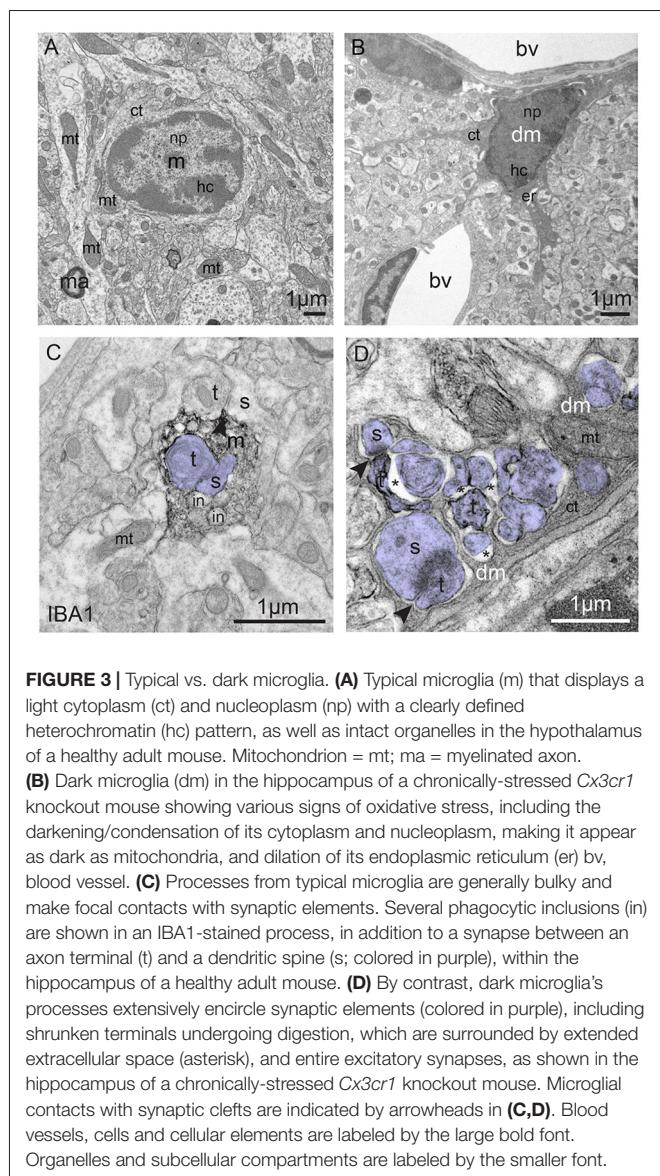 A
ct
mt
np
m
hc
mt
mt
mt
ma
1µm
B
bv
np
dm
ct
hc
er
bv
1µm
C
t
s
m
t
s
in
in
mt
IBA1
1µm
D
dm
mt
s
t
*
*
*
t
ct
s
*
dm
t
1µm
FIGURE 3 | Typical vs. dark microglia. (A) Typical microglia (m) that displays a
light cytoplasm (ct) and nucleoplasm (np) with a clearly defined
heterochromatin (hc) pattern, as well as intact organelles in the hypothalamus
of a healthy adult mouse. Mitochondrion = mt; ma = myelinated axon.
(B) Dark microglia (dm) in the hippocampus of a chronically-stressed Cx3cr1
knockout mouse showing various signs of oxidative stress, including the
darkening/condensation of its cytoplasm and nucleoplasm, making it appear
as dark as mitochondria, and dilation of its endoplasmic reticulum (er) bv,
blood vessel. (C) Processes from typical microglia are generally bulky and
make focal contacts with synaptic elements. Several phagocytic inclusions (in)
are shown in an IBA1-stained process, in addition to a synapse between an
axon terminal (t) and a dendritic spine (s; colored in purple), within the
hippocampus of a healthy adult mouse. (D) By contrast, dark microglia's
processes extensively encircle synaptic elements (colored in purple), including
shrunken terminals undergoing digestion, which are surrounded by extended
extracellular space (asterisk), and entire excitatory synapses, as shown in the
hippocampus of a chronically-stressed Cx3cr1 knockout mouse. Microglial
contacts with synaptic clefts are indicated by arrowheads in (C,D). Blood
vessels, cells and cellular elements are labeled by the large bold font.
Organelles and subcellular compartments are labeled by the smaller font.